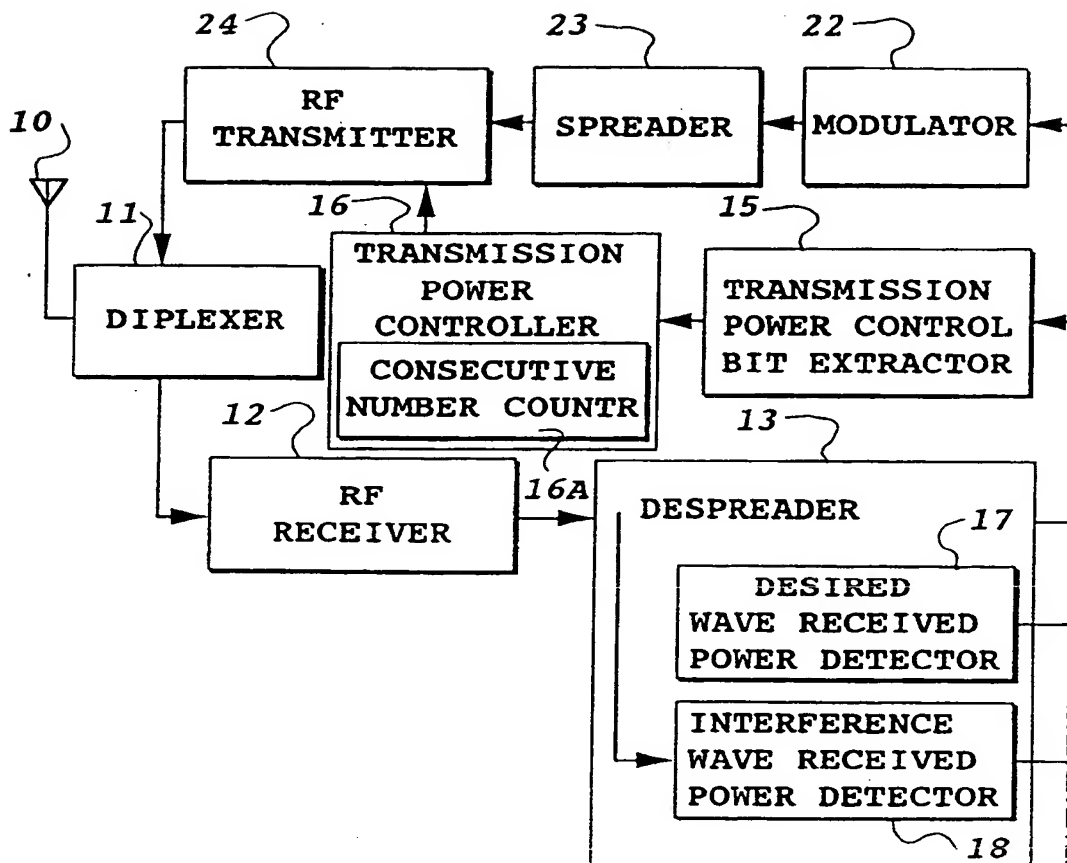 24
23
22
RF
TRANSMITTER
SPREADER
MODULATOR
10
11
16
15
DIPLEXER
TRANSMISSION
POWER
CONTROLLER
CONSECUTIVE
NUMBER COUNTR
TRANSMISSION
POWER CONTROL
BIT EXTRACTOR
12
16A
13
RF
RECEIVER
DESPREADER
17
DESIRED
WAVE RECEIVED
POWER DETECTOR
INTERFERENCE
WAVE RECEIVED
POWER DETECTOR
18